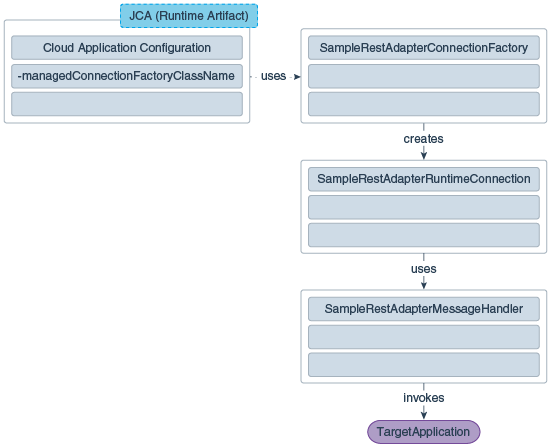 JCA (Runtime Artifact)
Cloud Application Configuration
-managedConnectionFactoryClassName
uses
SampleRestAdapterConnectionFactory
creates
SampleRestAdapterRuntimeConnection
uses
SampleRestAdapterMessageHandler
invokes
TargetApplication